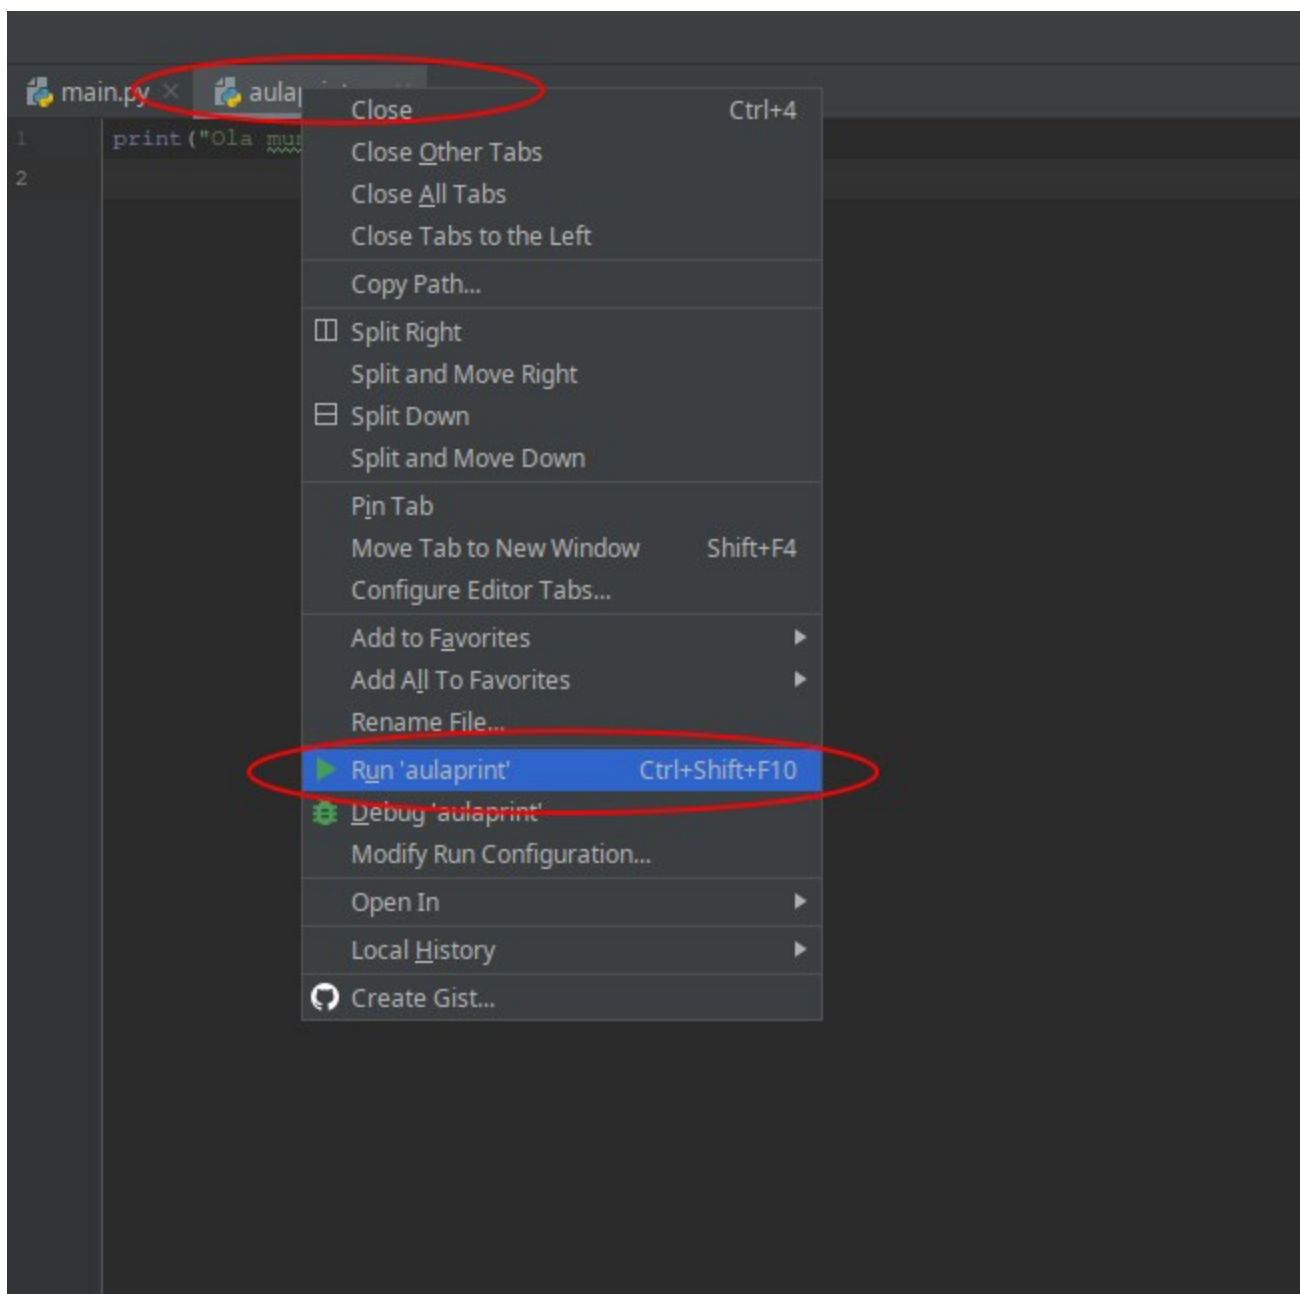 main.py
Close Ctrl+4
1 print("Ola
Close Other Tabs
2
Close All Tabs
Close Tabs to the Left
Copy Path...
Split Right
Split and Move Right
Split Down
Split and Move Down
Pin Tab
Move Tab to New Window Shift+F4
Configure Editor Tabs...
Add to Favorites
Add All To Favorites
Rename File...
Run 'aulaprint' Ctrl+Shift+F10
Debug 'aulaprint'
Modify Run Configuration...
Open In
Local History
Create Gist...